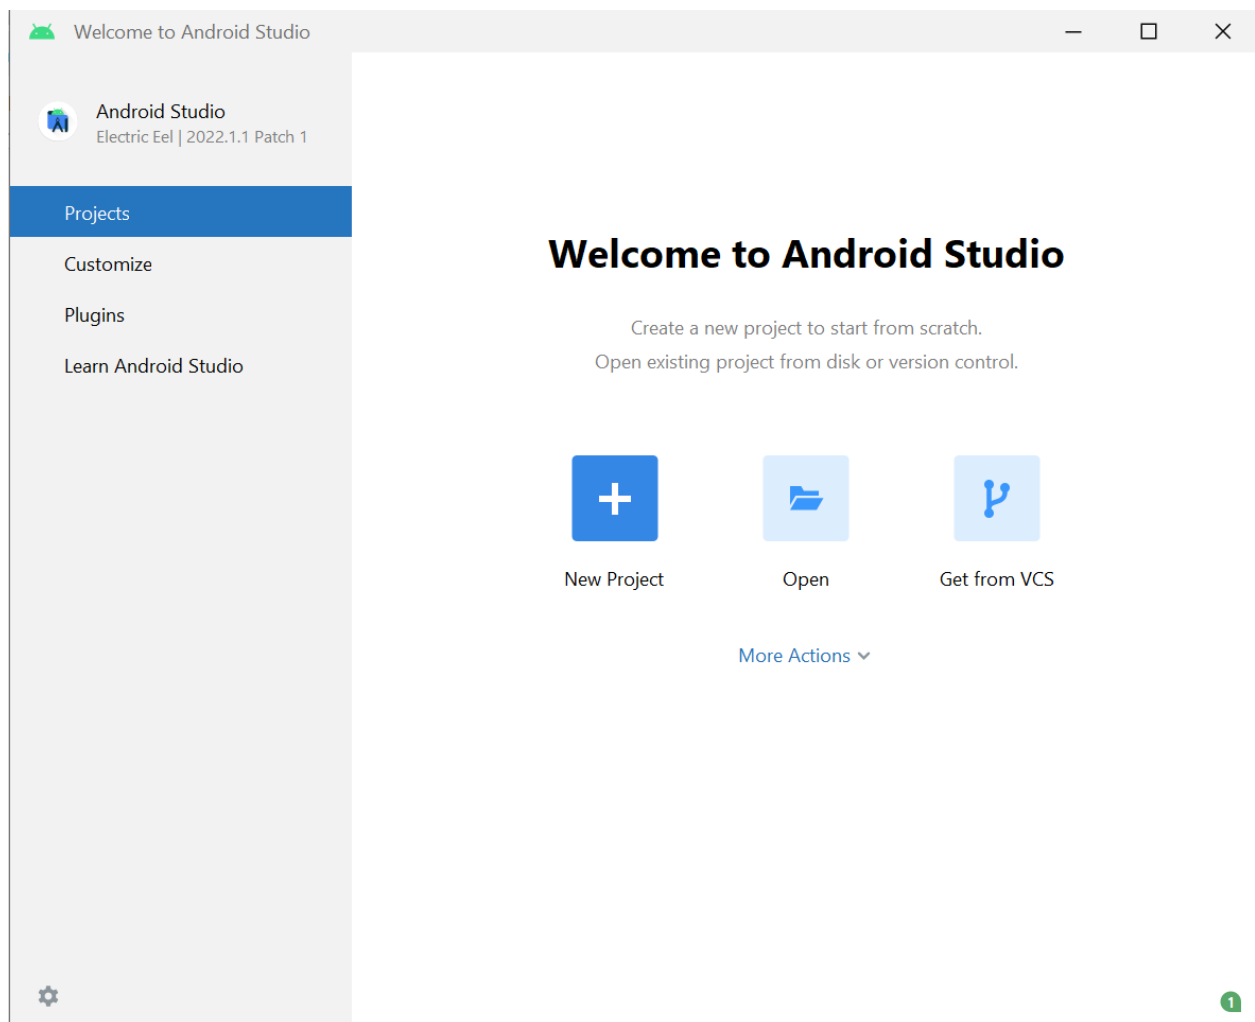 Welcome to Android Studio
Android Studio
Electric Eel | 2022.1.1 Patch 1
Projects
Customize
Plugins
Learn Android Studio
Welcome to Android Studio
Create a new project to start from scratch.
Open existing project from disk or version control.
New Project
Open
Get from VCS
More Actions
1